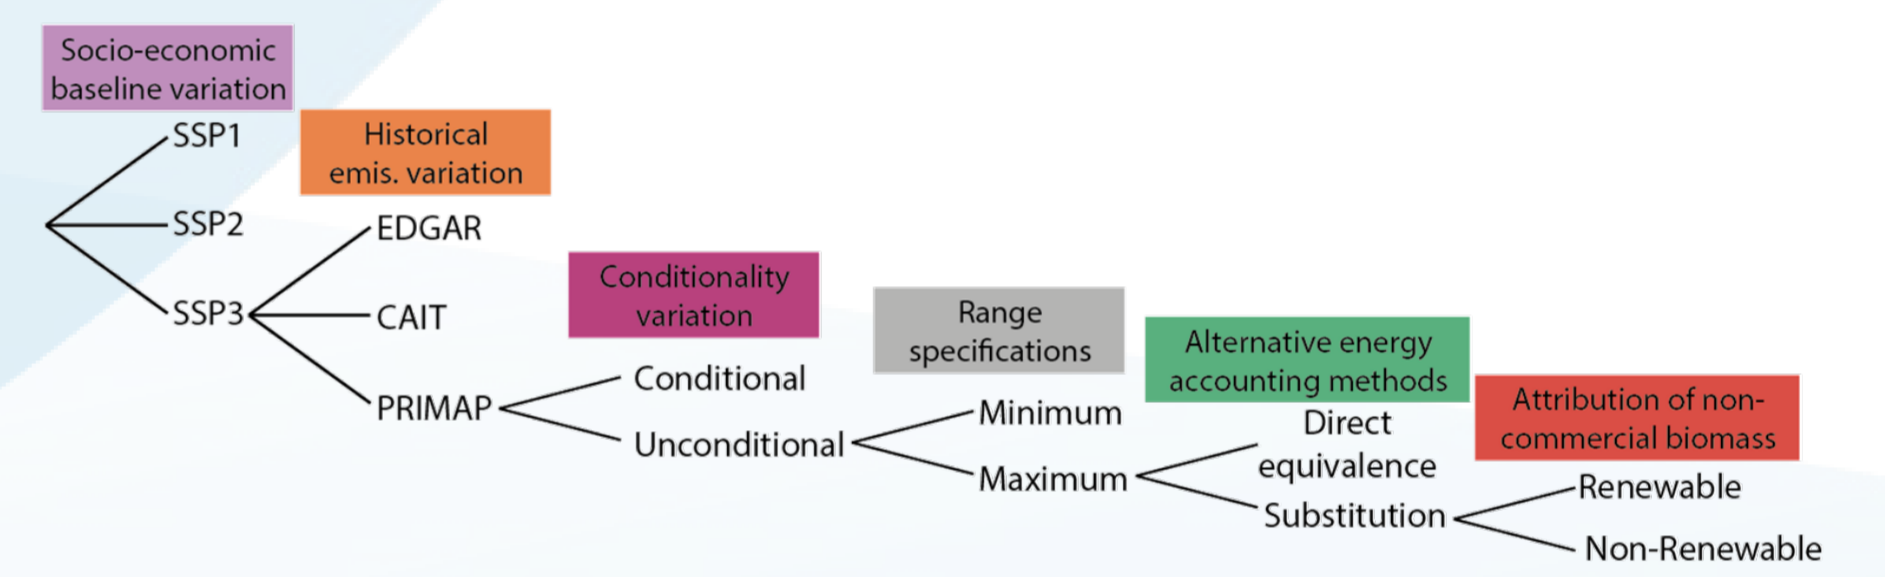 Socio-economic
baseline variation
SSP1
SSP2
SSP3
Historical
emis. variation
EDGAR
CAIT
PRIMAP
Conditionality
variation
Conditional
Unconditional
Range
specifications
Minimum
Maximum
Alternative energy
accounting methods
Direct
equivalence
Substitution
Attribution of non-
commercial biomass
Renewable
Non-Renewable